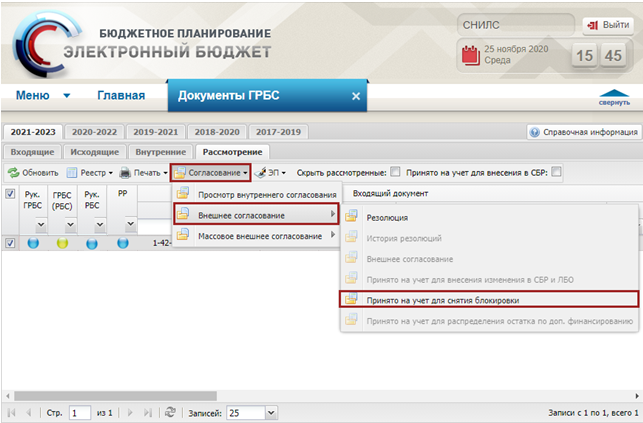 БЮДЖЕТНОЕ ПЛАНИРОВАНИЕ
ЭЛЕКТРОННЫЙ БЮДЖЕТ
СНИЛС
Выйти
25 ноября 2020
Среда
15 45
Меню Главная Документы ГРБС
свернуть
2021-2023 2020-2022 2019-2021 2018-2020 2017-2019
Справочная информация
Входящие Исходящие Внутренние Рассмотрение
Обновить Реестр Печать Согласование ЭП Скрыть рассмотренные: Принято на учет для внесения в СБР:
Рук. ГРБС
ГРБС (РБС)
Рук. РБС
РР
Входящий документ
Просмотр внутреннего согласования
Внешнее согласование
Массовое внешнее согласование
1-42-
Резолюция
История резолюций
Внешнее согласование
Принято на учет для внесения изменения в СБР и ЛБО
Принято на учет для снятия блокировки
Принято на учет для распределения остатка по доп. финансированию
Стр. 1 из 1 Записей: 25
Записи с 1 по 1, всего 1